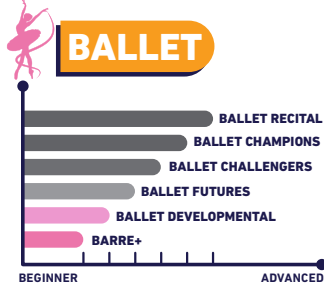 BALLET
BALLET RECITAL
BALLET CHAMPIONS
BALLET CHALLENGERS
BALLET FUTURES
BALLET DEVELOPMENTAL
BARRE+
BEGINNER ADVANCED